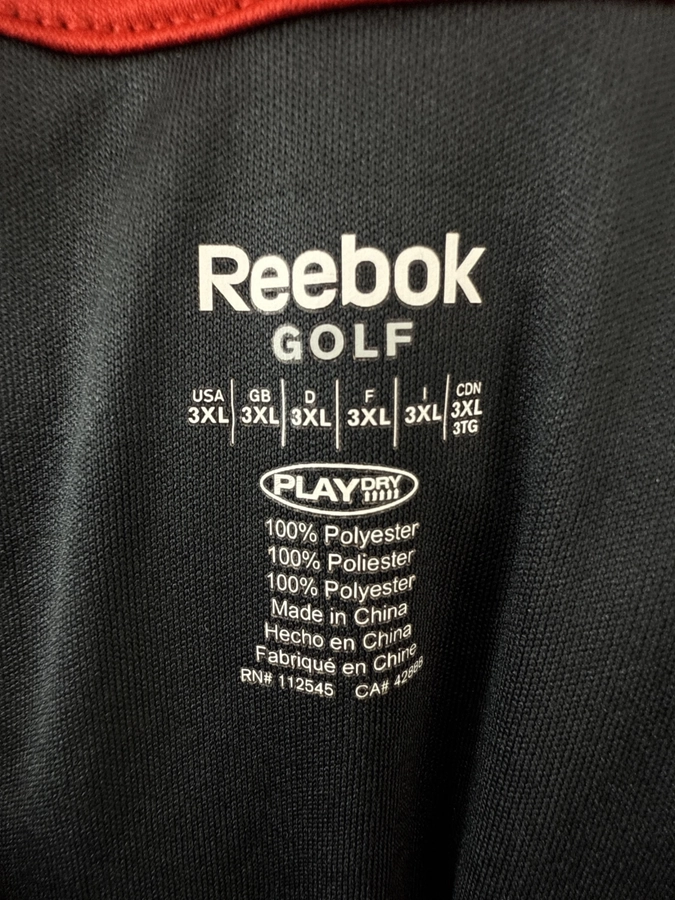 Reebok
GOLF
USA GB D F I CDN
3XL 3XL 3XL 3XL 3XL 3XL
3TG
PLAYDRY
100% Polyester
100% Poliester
100% Polyester
Made in China
Hecho en China
Fabriqué en Chine
RN# 112545 CA#